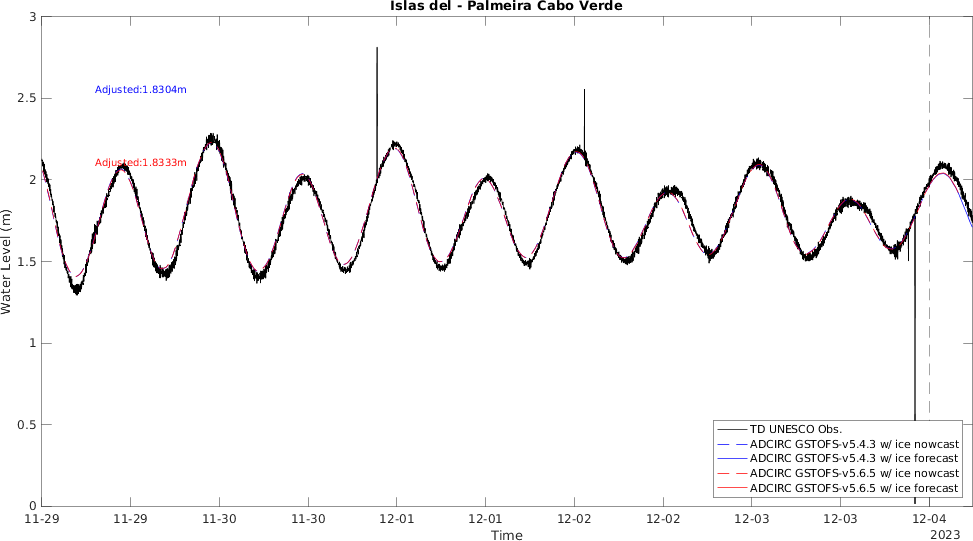 Islas del - Palmeira Cabo Verde
3
2.5
2
1.5
1
0.5
0
Water Level (m)
Adjusted:1.8304m
Adjusted:1.8333m
TD UNESCO Obs.
ADCIRC GSTOFS-v5.4.3 w/ ice nowcast
ADCIRC GSTOFS-v5.4.3 w/ ice forecast
ADCIRC GSTOFS-v5.6.5 w/ ice nowcast
ADCIRC GSTOFS-v5.6.5 w/ ice forecast
11-29 11-29 11-30 11-30 12-01 12-01 12-02 12-02 12-03 12-03 12-04
Time
2023